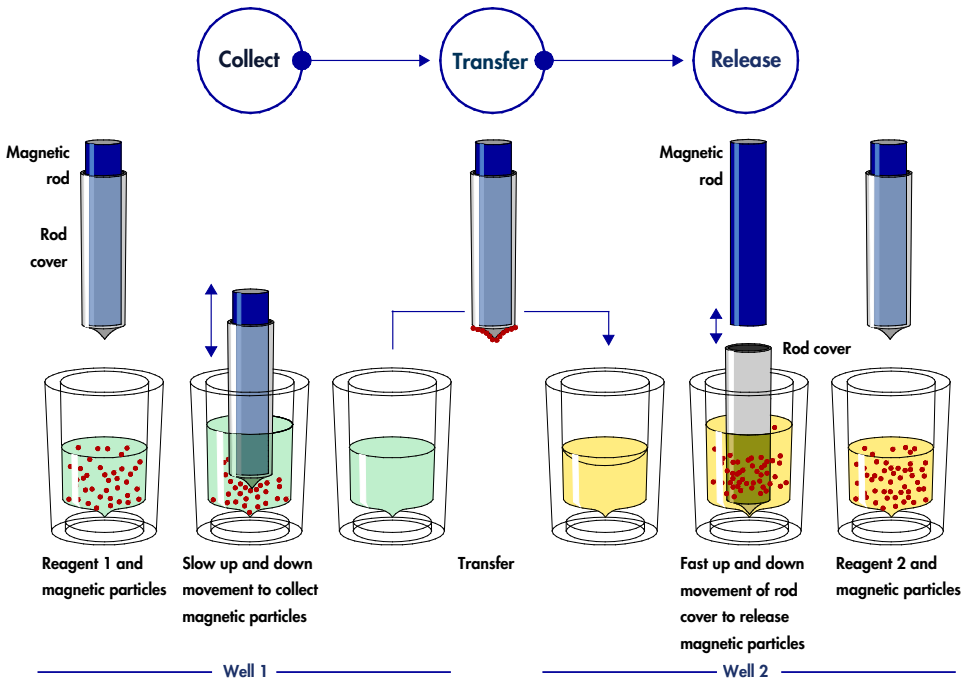 Collect
Transfer
Release
Magnetic
rod
Rod
cover
Magnetic
rod
Rod cover
Reagent 1 and
magnetic particles
Slow up and down
movement to collect
magnetic particles
Transfer
Fast up and down
movement of rod
cover to release
magnetic particles
Reagent 2 and
magnetic particles
Well 1
Well 2